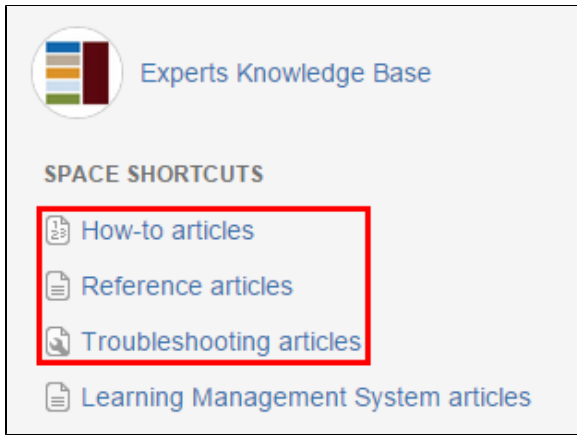 Experts Knowledge Base
SPACE SHORTCUTS
How-to articles
Reference articles
Troubleshooting articles
Learning Management System articles